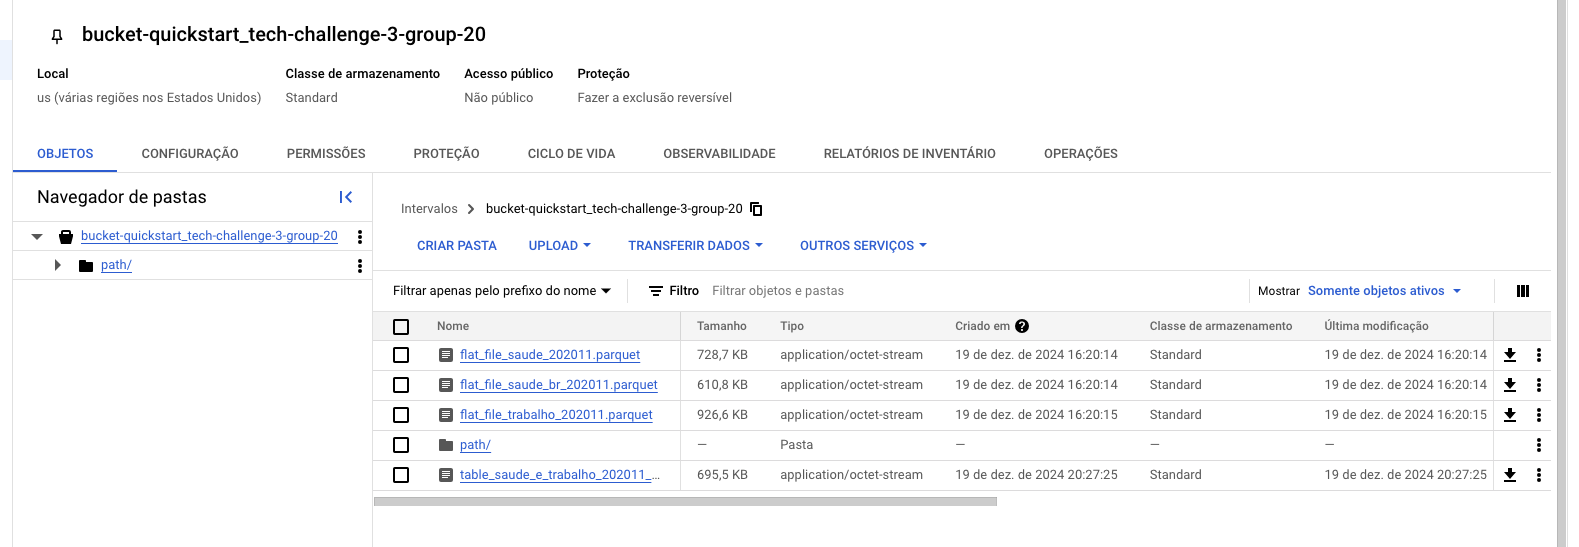 bucket-quickstart_tech-challenge-3-group-20
Local Classe de armazenamento Acesso público Proteção
us (várias regiões nos Estados Unidos) Standard Não público Fazer a exclusão reversível
OBJETOS CONFIGURAÇÃO PERMISSÕES PROTEÇÃO CICLO DE VIDA OBSERVABILIDADE RELATÓRIOS DE INVENTÁRIO OPERAÇÕES
Navegador de pastas
bucket-quickstart_tech-challenge-3-group-20
path/
Intervalos bucket-quickstart_tech-challenge-3-group-20
CRIAR PASTA UPLOAD TRANSFERIR DADOS OUTROS SERVIÇOS
Filtrar apenas pelo prefixo do nome Filtro Filtrar objetos e pastas Mostrar Somente objetos ativos
Nome Tamanho Tipo Criado em Classe de armazenamento Última modificação
flat_file_saude_202011.parquet 728,7 KB application/octet-stream 19 de dez. de 2024 16:20:14 Standard 19 de dez. de 2024 16:20:14
flat_file_saude_br_202011.parquet 610,8 KB application/octet-stream 19 de dez. de 2024 16:20:14 Standard 19 de dez. de 2024 16:20:14
flat_file_trabalho_202011.parquet 926,6 KB application/octet-stream 19 de dez. de 2024 16:20:15 Standard 19 de dez. de 2024 16:20:15
path/ — Pasta — — —
table_saude_e_trabalho_202011_... 695,5 KB application/octet-stream 19 de dez. de 2024 20:27:25 Standard 19 de dez. de 2024 20:27:25